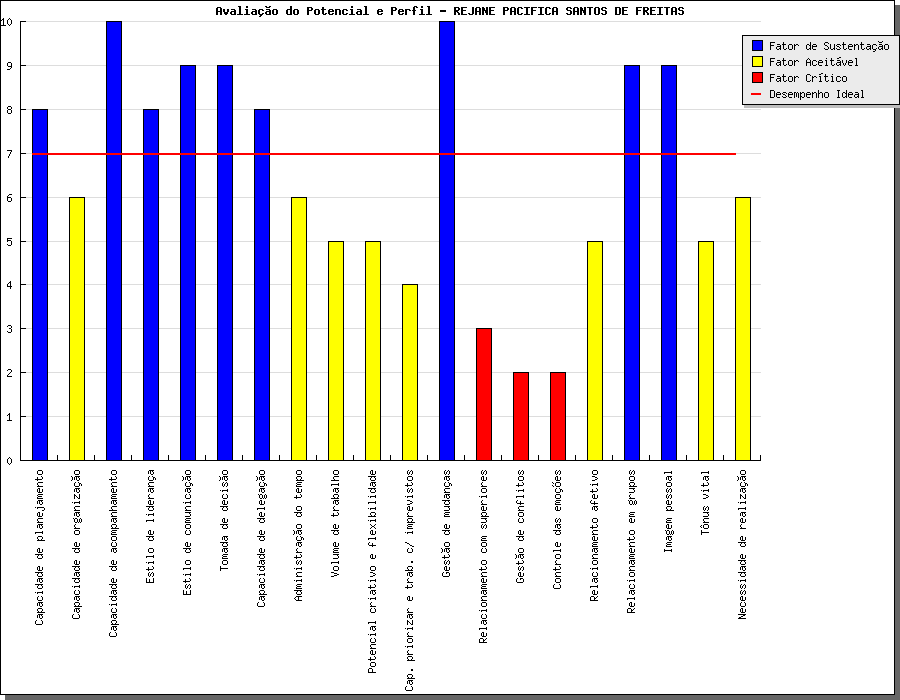 Avaliação do Potencial e Perfil - REJANE PACIFICA SANTOS DE FREITAS
Fator de Sustentação
Fator Aceitável
Fator Crítico
Desempenho Ideal
10
9
8
7
6
5
4
3
2
1
0
Capacidade de planejamento
Capacidade de organização
Capacidade de acompanhamento
Estilo de liderança
Estilo de comunicação
Tomada de decisão
Capacidade de delegação
Administração do tempo
Volume de trabalho
Potencial criativo e flexibilidade
Cap. priorizar e trab. c/ imprevistos
Gestão de mudanças
Relacionamento com superiores
Gestão de conflitos
Controle das emoções
Relacionamento afetivo
Relacionamento em grupos
Imagem pessoal
Tônus vital
Necessidade de realização